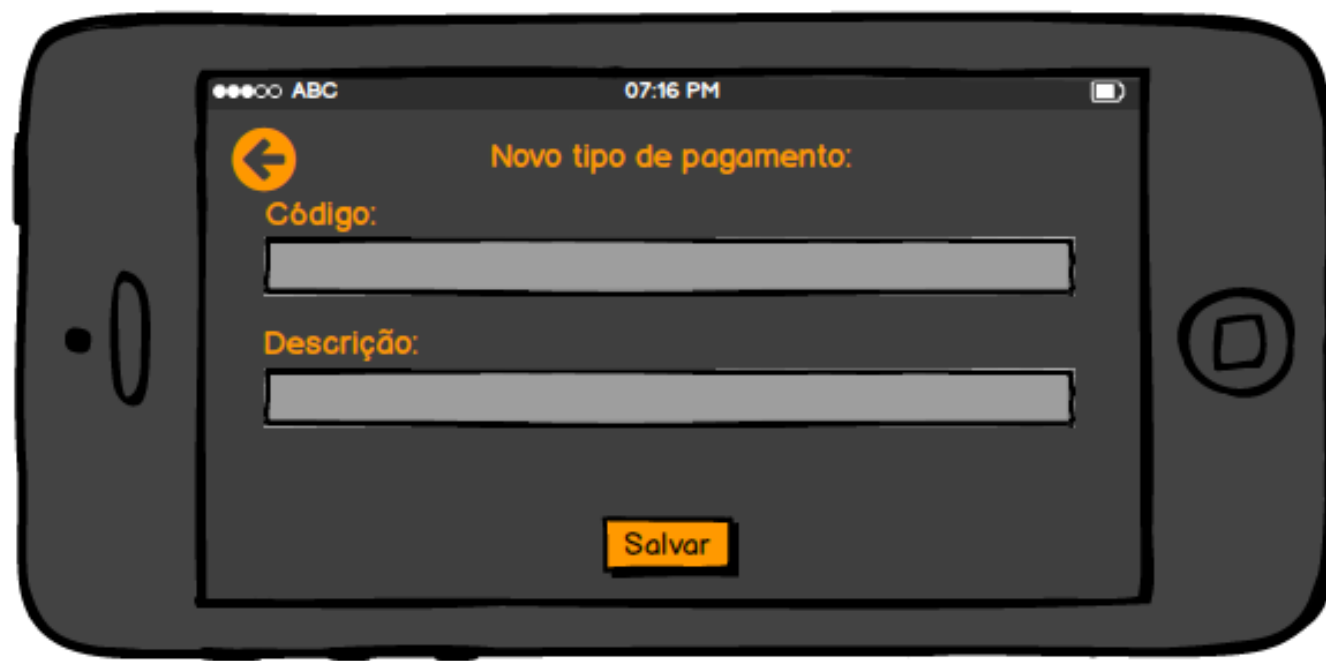 ABC 07:16 PM
Novo tipo de pagamento:
Código:
Descrição:
Salvar